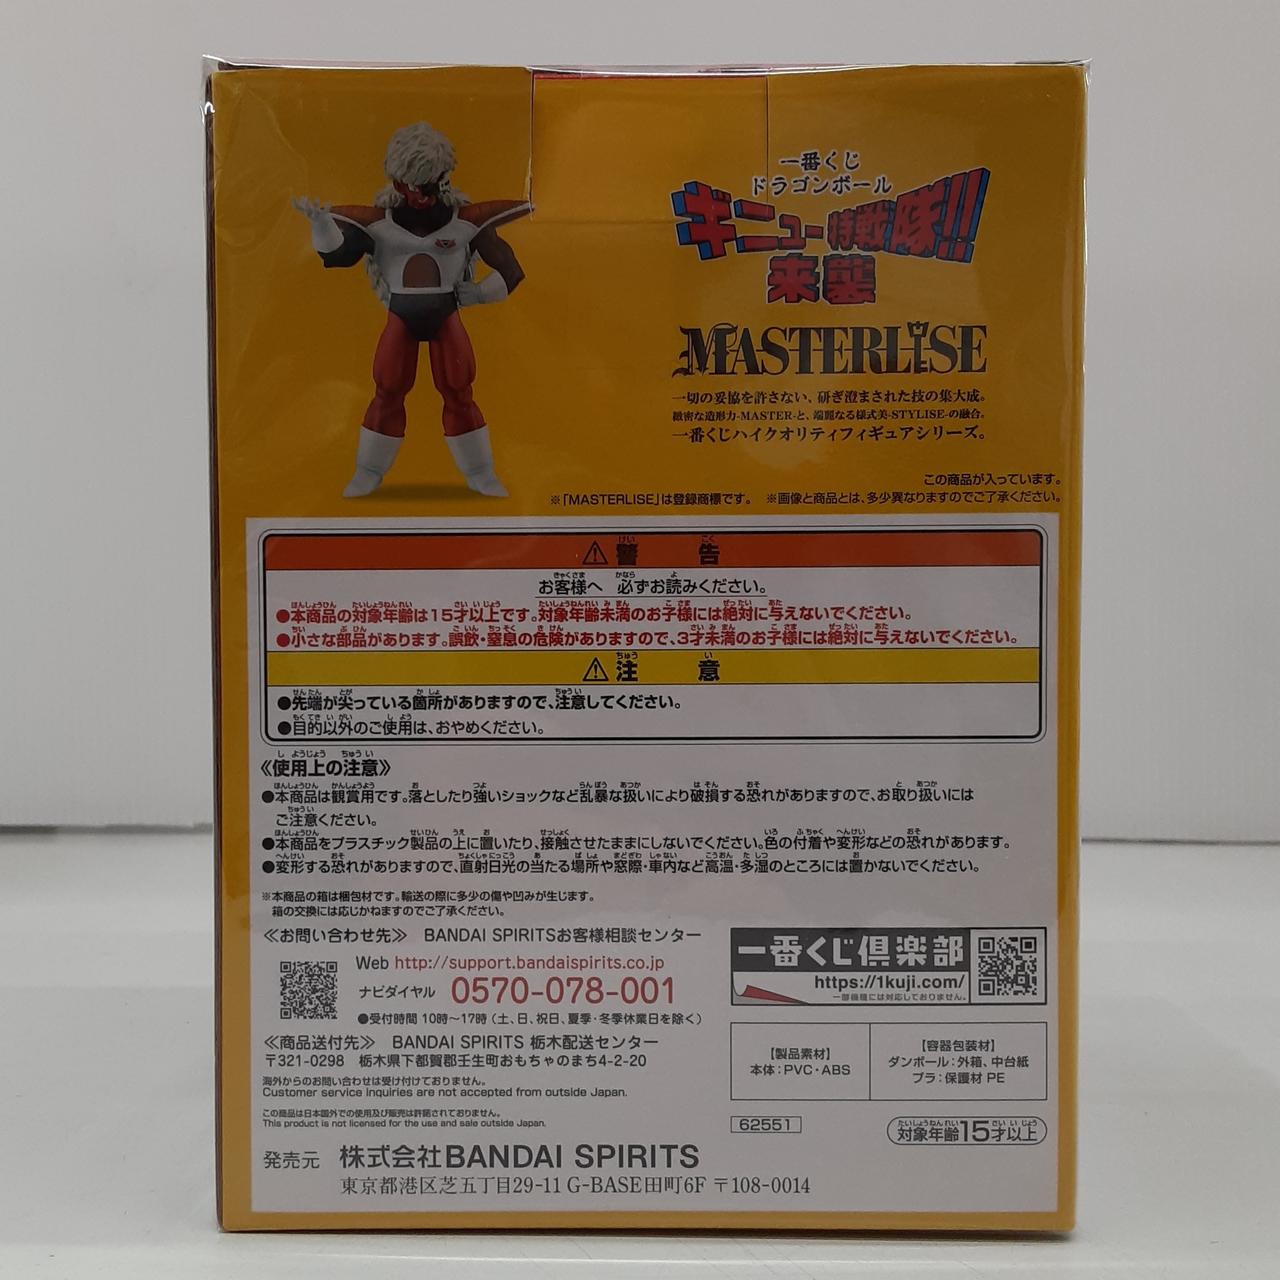 一番くじ
ドラゴンボール
ギニュー特戦隊!!!
来襲
MASTERLISE
一切の妥協を許さない、研ぎ澄まされた技の集大成。
緻密な造形力-MASTER-と、端麗なる様式美-STYLISE-の融合。
一番くじハイクオリティフィギュアシリーズ。
この商品が入っています。
※「MASTERLISE」は登録商標です。 ※画像と商品とは、多少異なりますのでご了承ください。
⚠警告
お客様へ 必ずお読みください。
●本商品の対象年齢は15才以上です。対象年齢未満のお子様には絶対に与えないでください。
●小さな部品があります。誤飲・窒息の危険がありますので、3才未満のお子様には絶対に与えないでください。
⚠注意
●先端が尖っている箇所がありますので、注意してください。
●目的以外のご使用は、おやめください。
《使用上の注意》
●本商品は観賞用です。落としたり強いショックなど乱暴な扱いにより破損する恐れがありますので、お取り扱いには
ご注意ください。
●本商品をプラスチック製品の上に置いたり、接触させたままにしないでください。色の付着や変形などの恐れがあります。
●変形する恐れがありますので、直射日光の当たる場所や窓際・車内など高温・多湿のところには置かないでください。
※本商品の箱は梱包材です。輸送の際に多少の傷や凹みが生じます。
箱の交換には応じかねますのでご了承ください。
≪お問い合わせ先≫ BANDAI SPIRITSお客様相談センター
Web http://support.bandaispirits.co.jp
ナビダイヤル 0570-078-001
●受付時間 10時～17時（土、日、祝日、夏季・冬季休業日を除く）
≪商品送付先≫ BANDAI SPIRITS 栃木配送センター
〒321-0298 栃木県下都賀郡壬生町おもちゃのまち4-2-20
海外からのお問い合わせは受け付けておりません。
Customer service inquiries are not accepted from outside Japan.
この商品は日本国外での使用及び販売は許諾されておりません。
This product is not licensed for the use and sale outside Japan.
発売元 株式会社BANDAI SPIRITS
東京都港区芝五丁目29-11 G-BASE田町6F 〒108-0014
一番くじ倶楽部
https://1kuji.com/
一部機種には対応しておりません。
【製品素材】
本体：PVC・ABS
【容器包装材】
ダンボール：外箱、中台紙
プラ：保護材 PE
62551
対象年齢15才以上